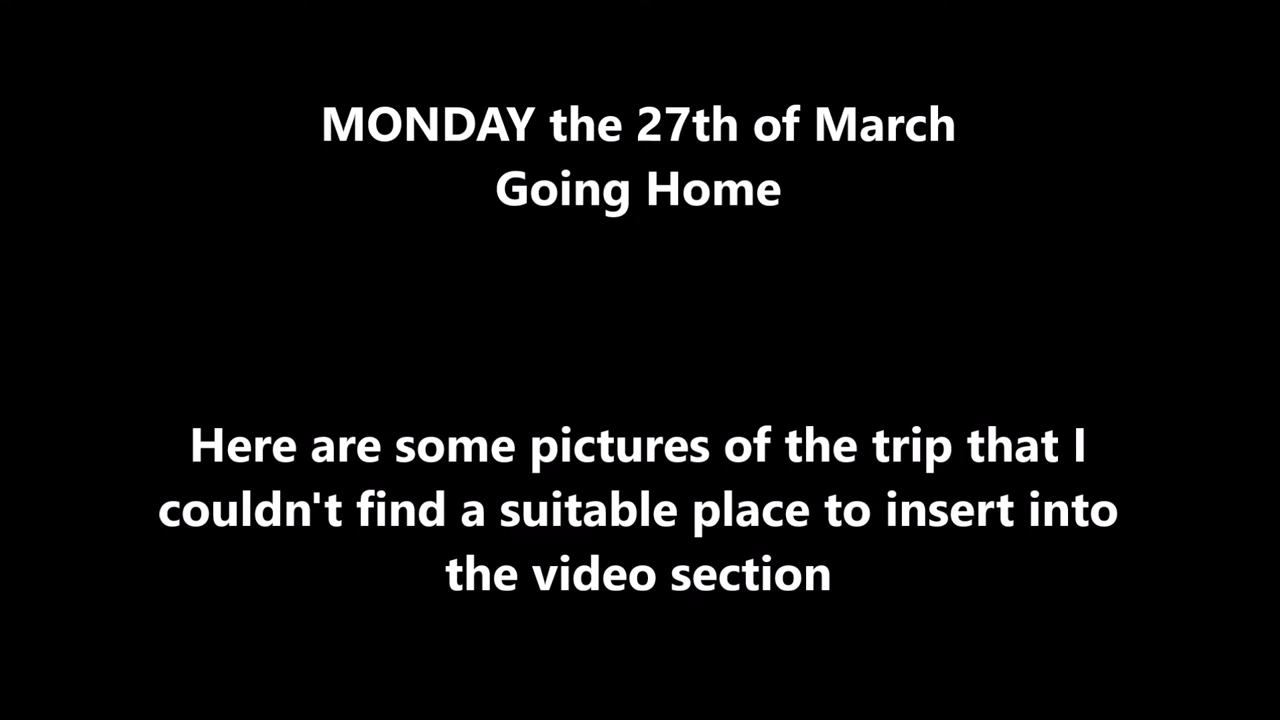 MONDAY the 27th of March
Going Home
Here are some pictures of the trip that I
couldn't find a suitable place to insert into
the video section